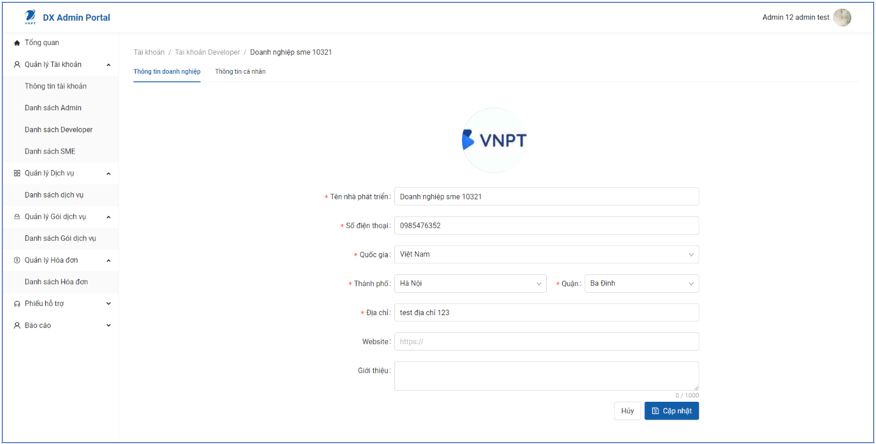 VNPT
DX Admin Portal
Admin 12 admin test
Tổng quan
Quản lý Tài khoản
Thông tin tài khoản
Danh sách Admin
Danh sách Developer
Danh sách SME
Quản lý Dịch vụ
Danh sách dịch vụ
Quản lý Gói dịch vụ
Danh sách Gói dịch vụ
Quản lý Hóa đơn
Danh sách Hóa đơn
Phiếu hỗ trợ
Báo cáo
Tài khoản / Tài khoản Developer / Doanh nghiệp sme 10321
Thông tin doanh nghiệp Thông tin cá nhân
VNPT
* Tên nhà phát triển: Doanh nghiệp sme 10321
* Số điện thoại: 0985476352
* Quốc gia: Việt Nam
* Thành phố: Hà Nội * Quận: Ba Đình
* Địa chỉ: test địa chỉ 123
Website: https://
Giới thiệu:
0 / 1000
Hủy Cập nhật